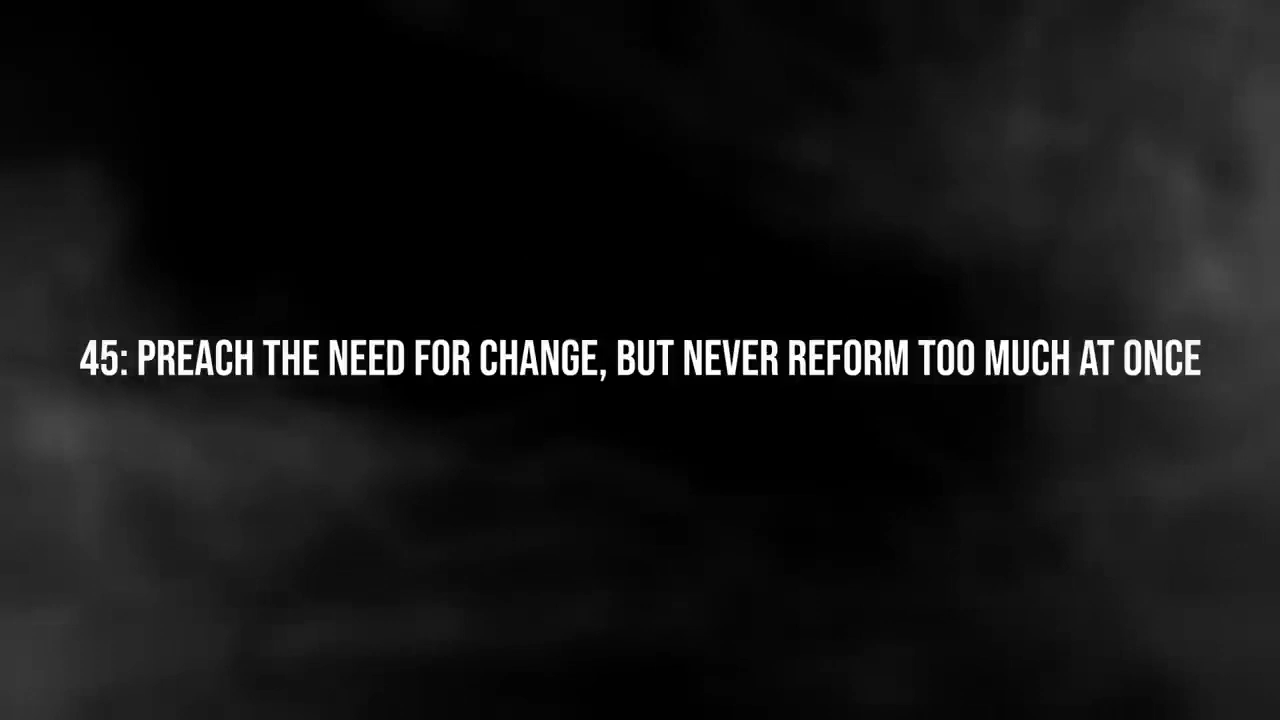 45: PREACH THE NEED FOR CHANGE, BUT NEVER REFORM TOO MUCH AT ONCE